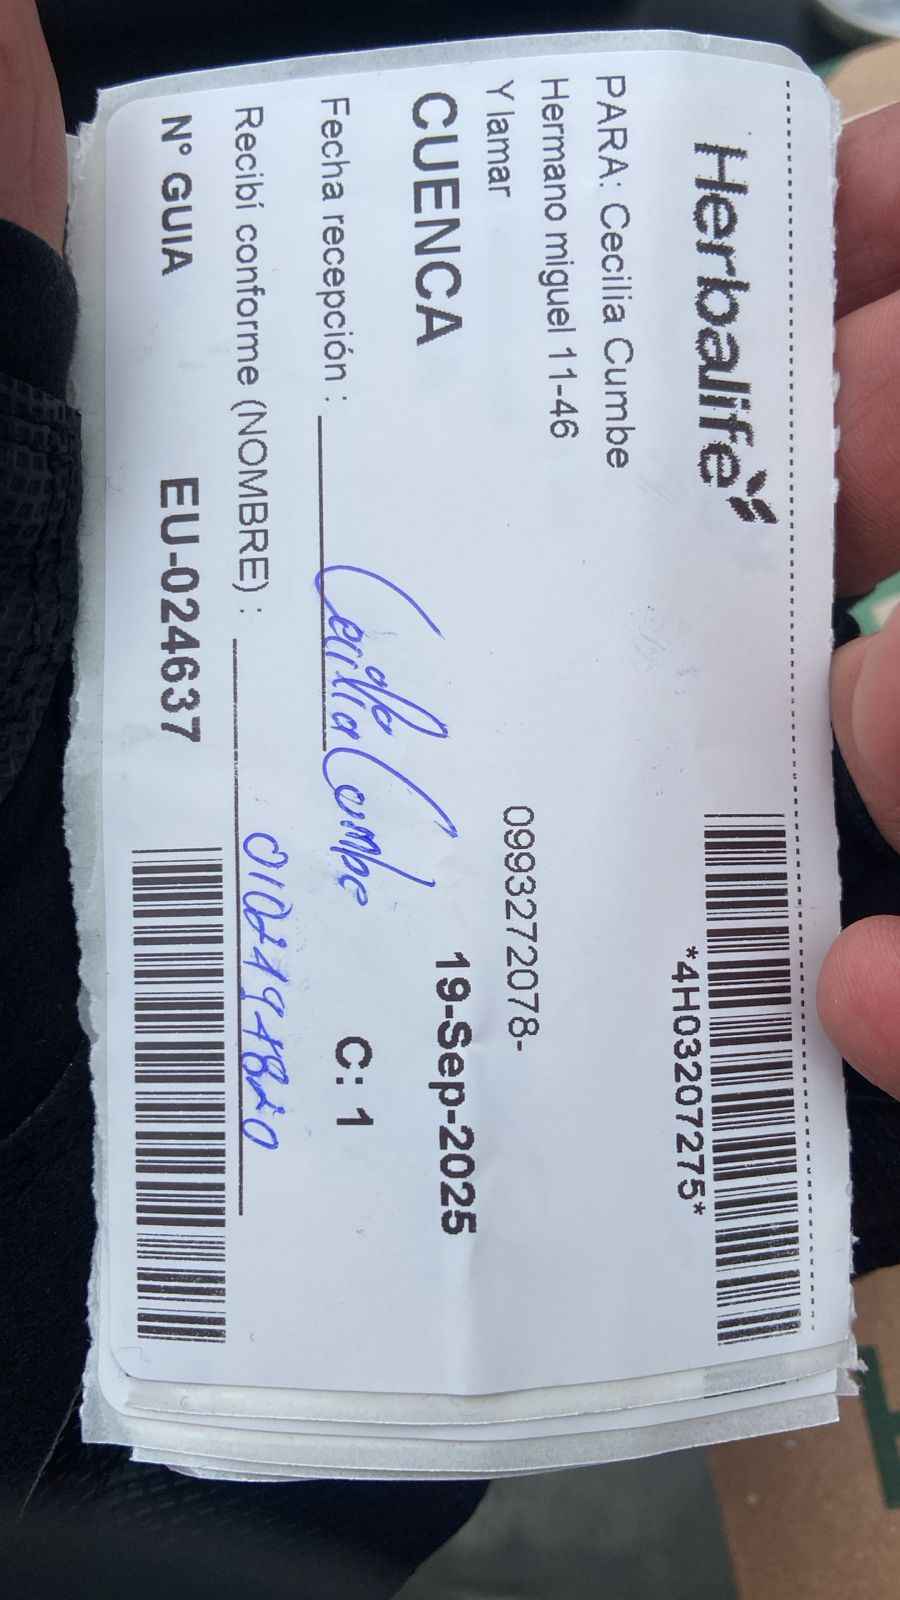 Herbalife
*4H03207275*
PARA: Cecilia Cumbe
Hermano miguel 11-46
Y lamar
0993272078-
CUENCA
19-Sep-2025
Fecha recepción :
Cecilia Cumbe
C: 1
Recibí conforme (NOMBRE) :
N° GUIA
EU-024637